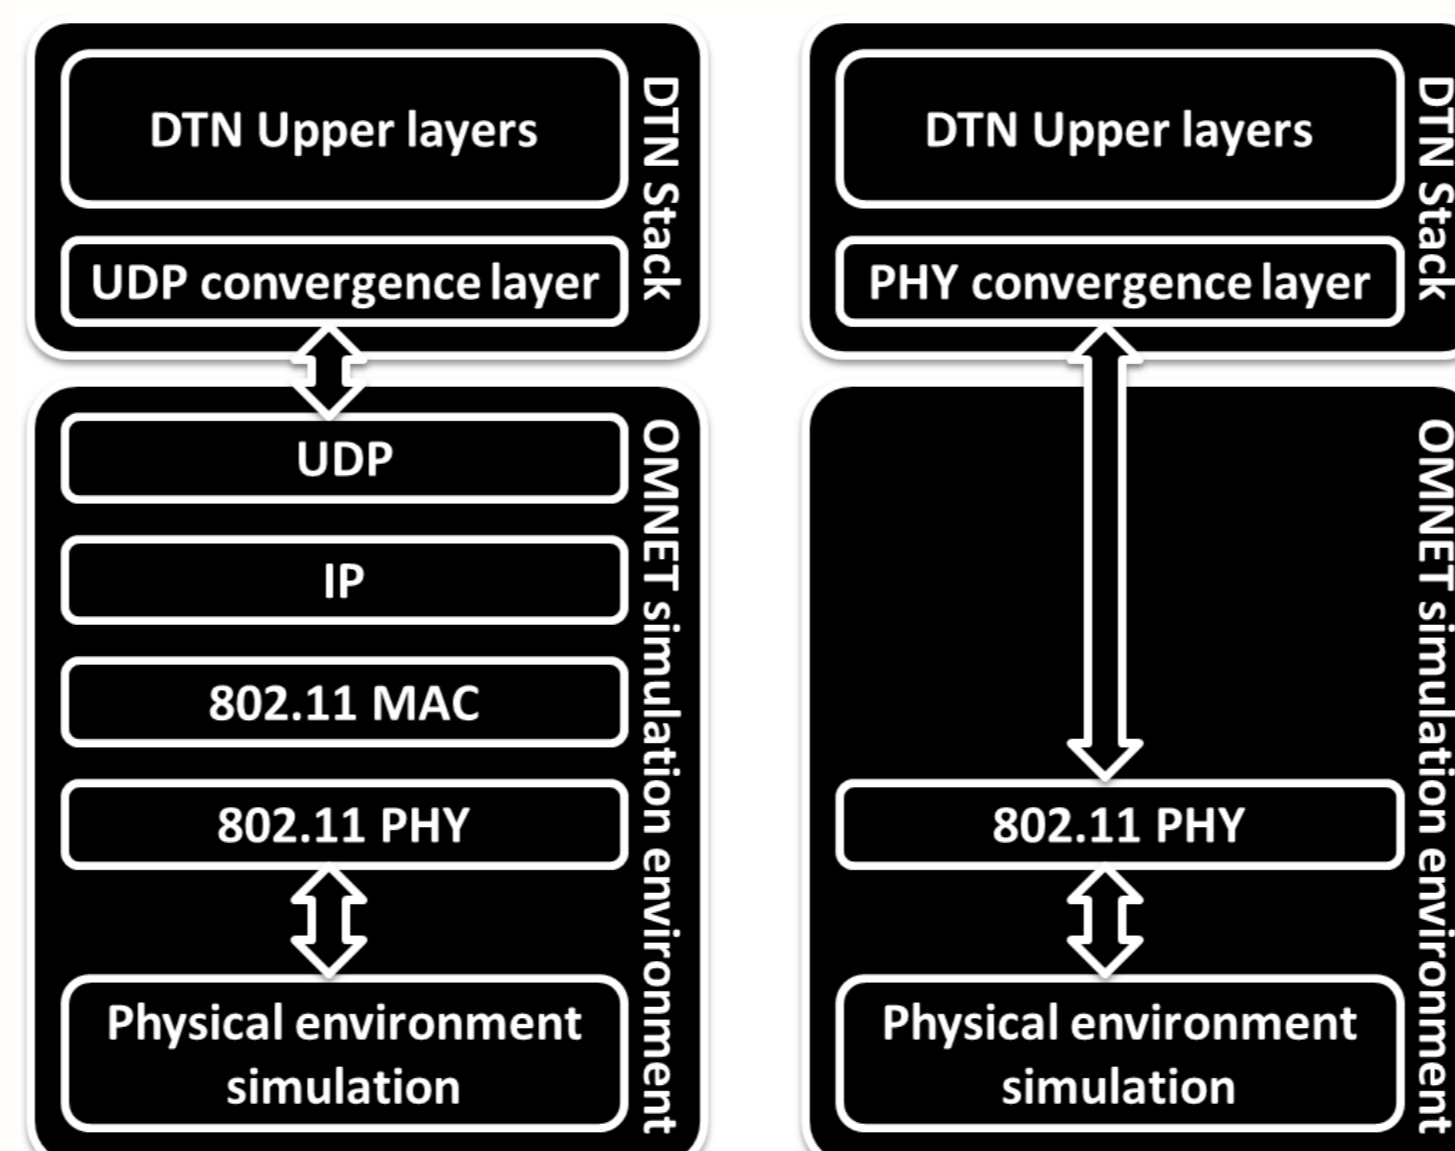 DTN Upper layers
UDP convergence layer
DTN Stack
UDP
IP
802.11 MAC
802.11 PHY
Physical environment
simulation
OMNET simulation environment
DTN Upper layers
PHY convergence layer
DTN Stack
802.11 PHY
Physical environment
simulation
OMNET simulation environment